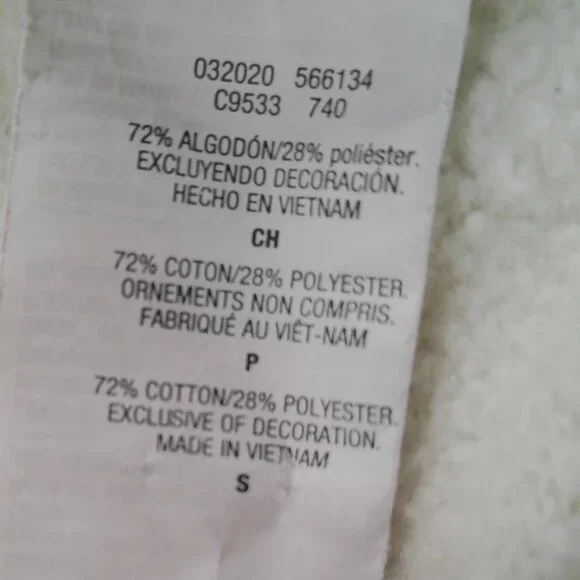 032020 566134
C9533 740
72% ALGODÓN/28% poliéster.
EXCLUYENDO DECORACIÓN.
HECHO EN VIETNAM
CH
72% COTON/28% POLYESTER.
ORNEMENTS NON COMPRIS.
FABRIQUÉ AU VIÊT-NAM
P
72% COTTON/28% POLYESTER.
EXCLUSIVE OF DECORATION.
MADE IN VIETNAM
S